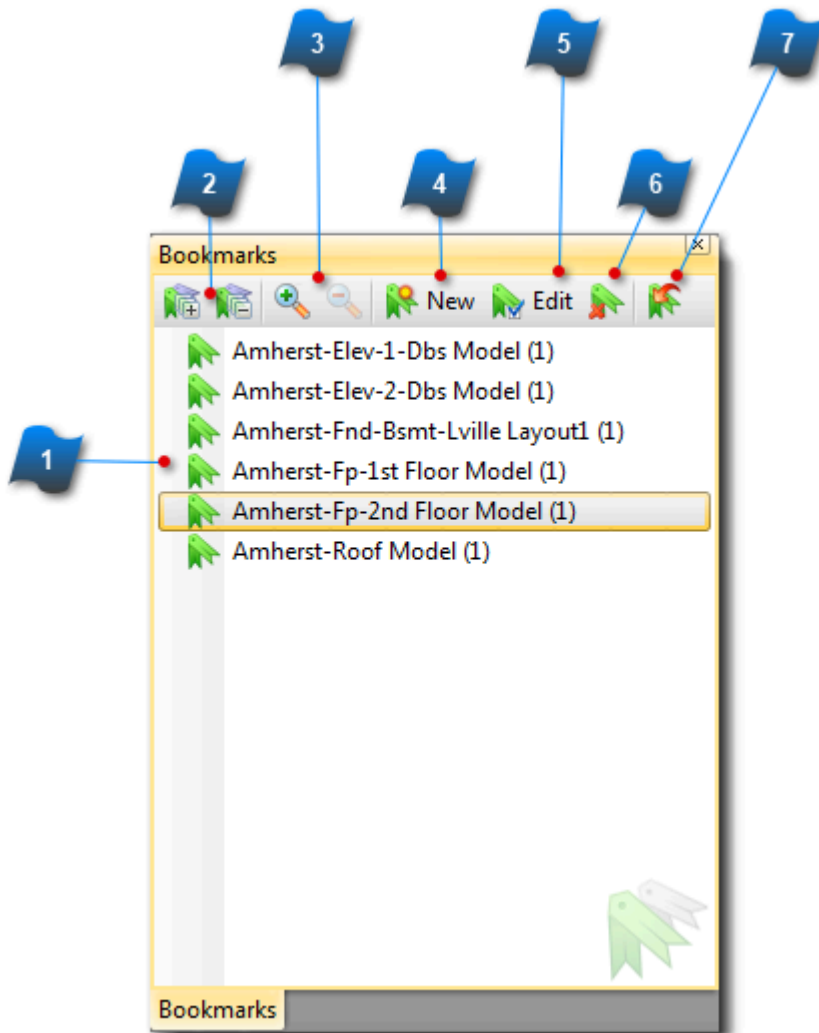 3
5
7
2
4
6
Bookmarks
New Edit
Amherst-Elev-1-Dbs Model (1)
Amherst-Elev-2-Dbs Model (1)
Amherst-Fnd-Bsmt-Lville Layout1 (1)
1
Amherst-Fp-1st Floor Model (1)
Amherst-Fp-2nd Floor Model (1)
Amherst-Roof Model (1)
Bookmarks